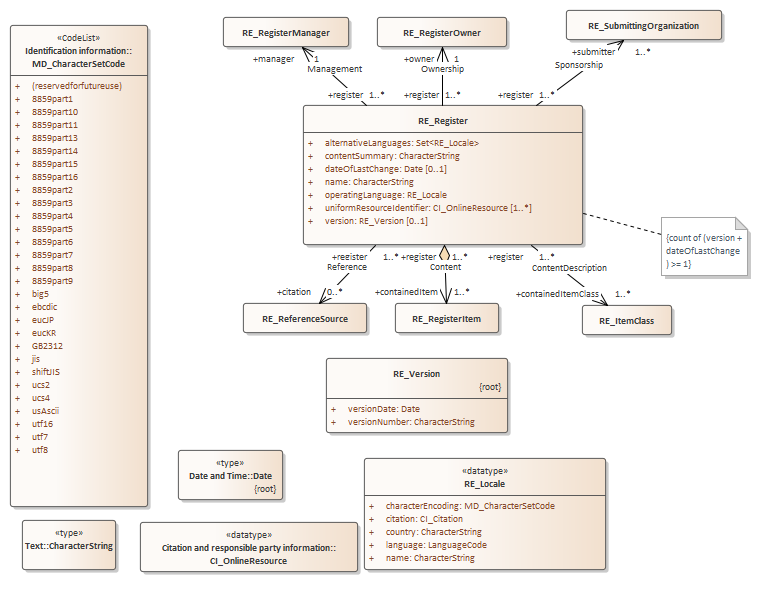 «CodeList»
Identification information::
MD_CharacterSetCode
+ (reservedforfutureuse)
+ 8859part1
+ 8859part10
+ 8859part11
+ 8859part13
+ 8859part14
+ 8859part15
+ 8859part16
+ 8859part2
+ 8859part3
+ 8859part4
+ 8859part5
+ 8859part6
+ 8859part7
+ 8859part8
+ 8859part9
+ big5
+ ebcdic
+ eucJP
+ eucKR
+ GB2312
+ jis
+ shiftJIS
+ ucs2
+ ucs4
+ usAscii
+ utf16
+ utf7
+ utf8
RE_RegisterManager
RE_RegisterOwner
RE_SubmittingOrganization
+manager 1
Management
+register 1..*
+owner 1
Ownership
+register 1..*
+submitter 1..*
Sponsorship
+register 1..*
RE_Register
+ alternativeLanguages: Set<RE_Locale>
+ contentSummary: CharacterString
+ dateOfLastChange: Date [0..1]
+ name: CharacterString
+ operatingLanguage: RE_Locale
+ uniformResourceIdentifier: CI_OnlineResource [1..*]
+ version: RE_Version [0..1]
{count of (version +
dateOfLastChange
) >= 1}
+register 1..*
Reference
+citation 0..*
+register 1..*
Content
+containedItem 1..*
+register 1..*
ContentDescription
+containedItemClass 1..*
RE_ReferenceSource
RE_RegisterItem
RE_ItemClass
RE_Version
{root}
+ versionDate: Date
+ versionNumber: CharacterString
«type»
Date and Time::Date
{root}
«datatype»
RE_Locale
+ characterEncoding: MD_CharacterSetCode
+ citation: CI_Citation
+ country: CharacterString
+ language: LanguageCode
+ name: CharacterString
«type»
Text::CharacterString
«datatype»
Citation and responsible party information::
CI_OnlineResource